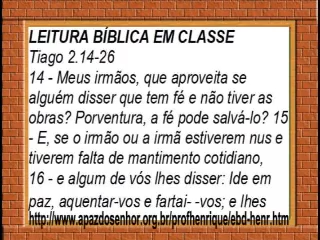 LEITURA BÍBLICA EM CLASSE
Tiago 2.14-26
14 - Meus irmãos, que aproveita se
alguém disser que tem fé e não tiver as
obras? Porventura, a fé pode salvá-lo? 15
- E, se o irmão ou a irmã estiverem nus e
tiverem falta de mantimento cotidiano,
16 - e algum de vós lhes disser: Ide em
paz, aquentar-vos e fartai- -vos; e lhes
http://www.apazdosenhor.org.br/profhenrique/ebd-henr.htm